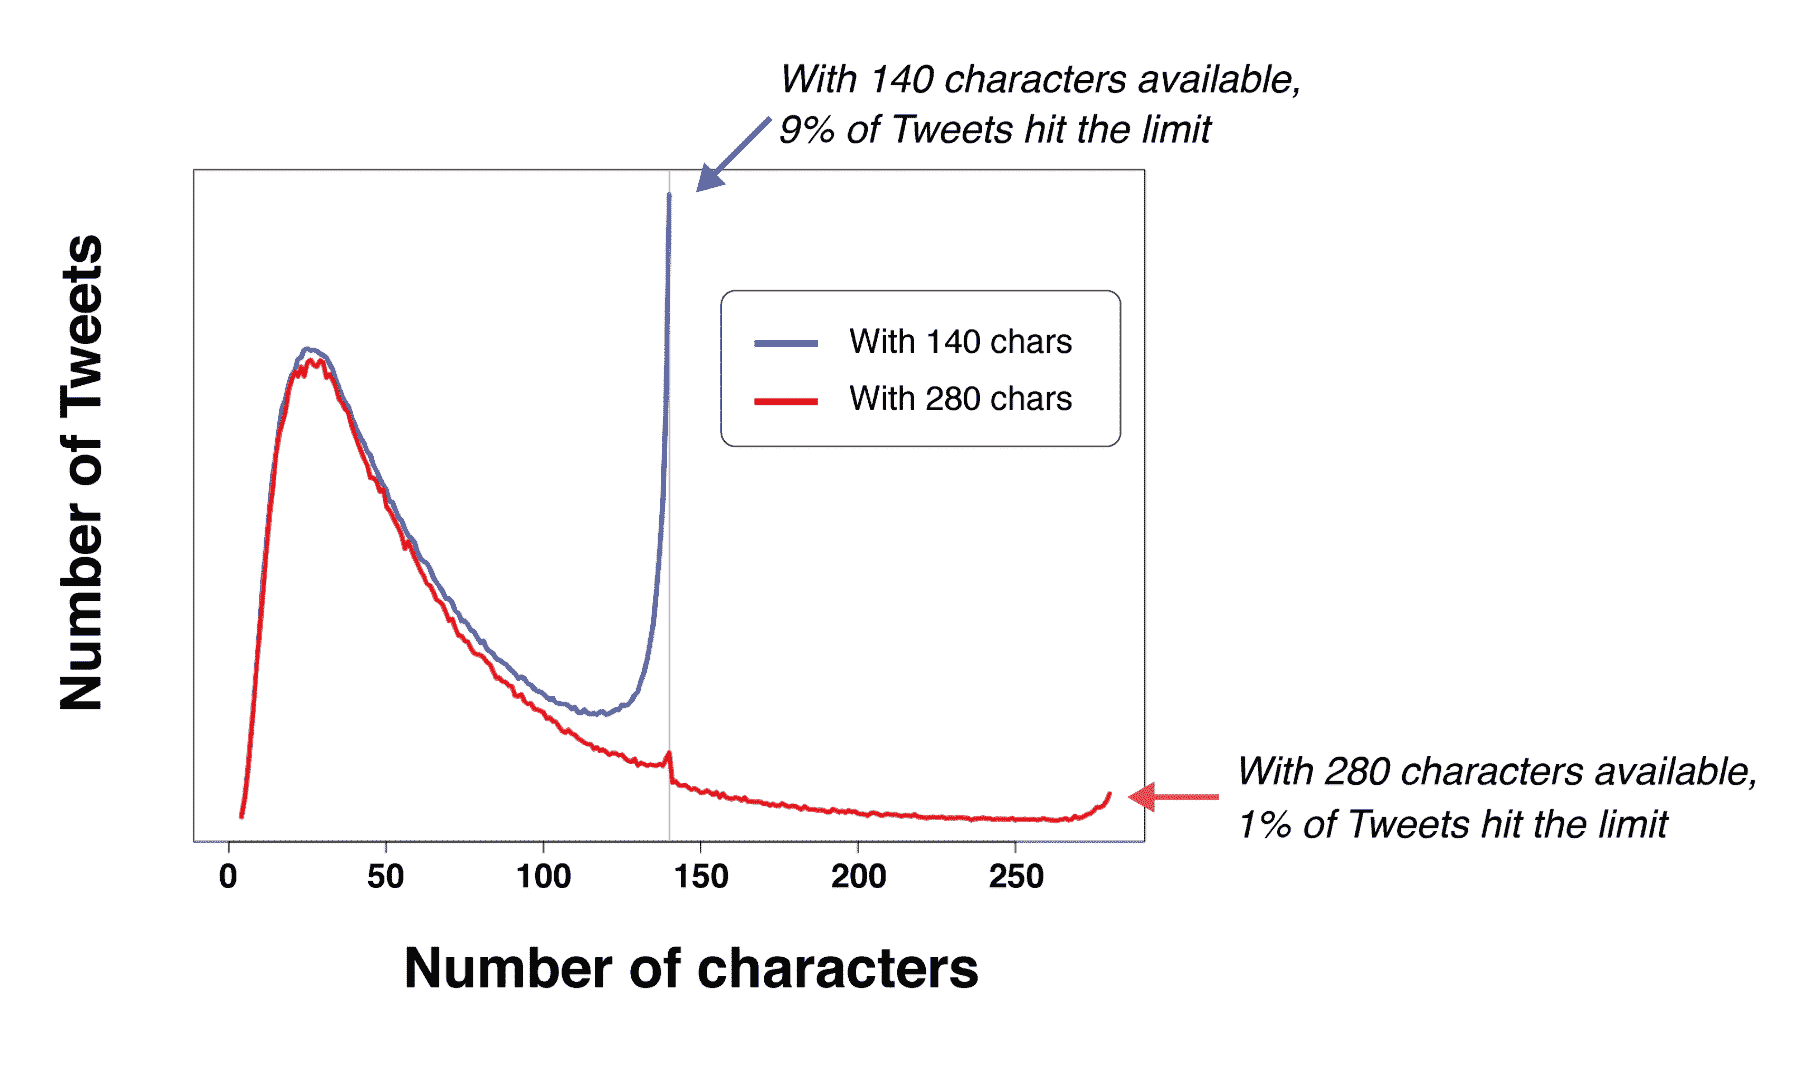 With 140 characters available,
9% of Tweets hit the limit
Number of Tweets
With 140 chars
With 280 chars
With 280 characters available,
1% of Tweets hit the limit
0 50 100 150 200 250
Number of characters